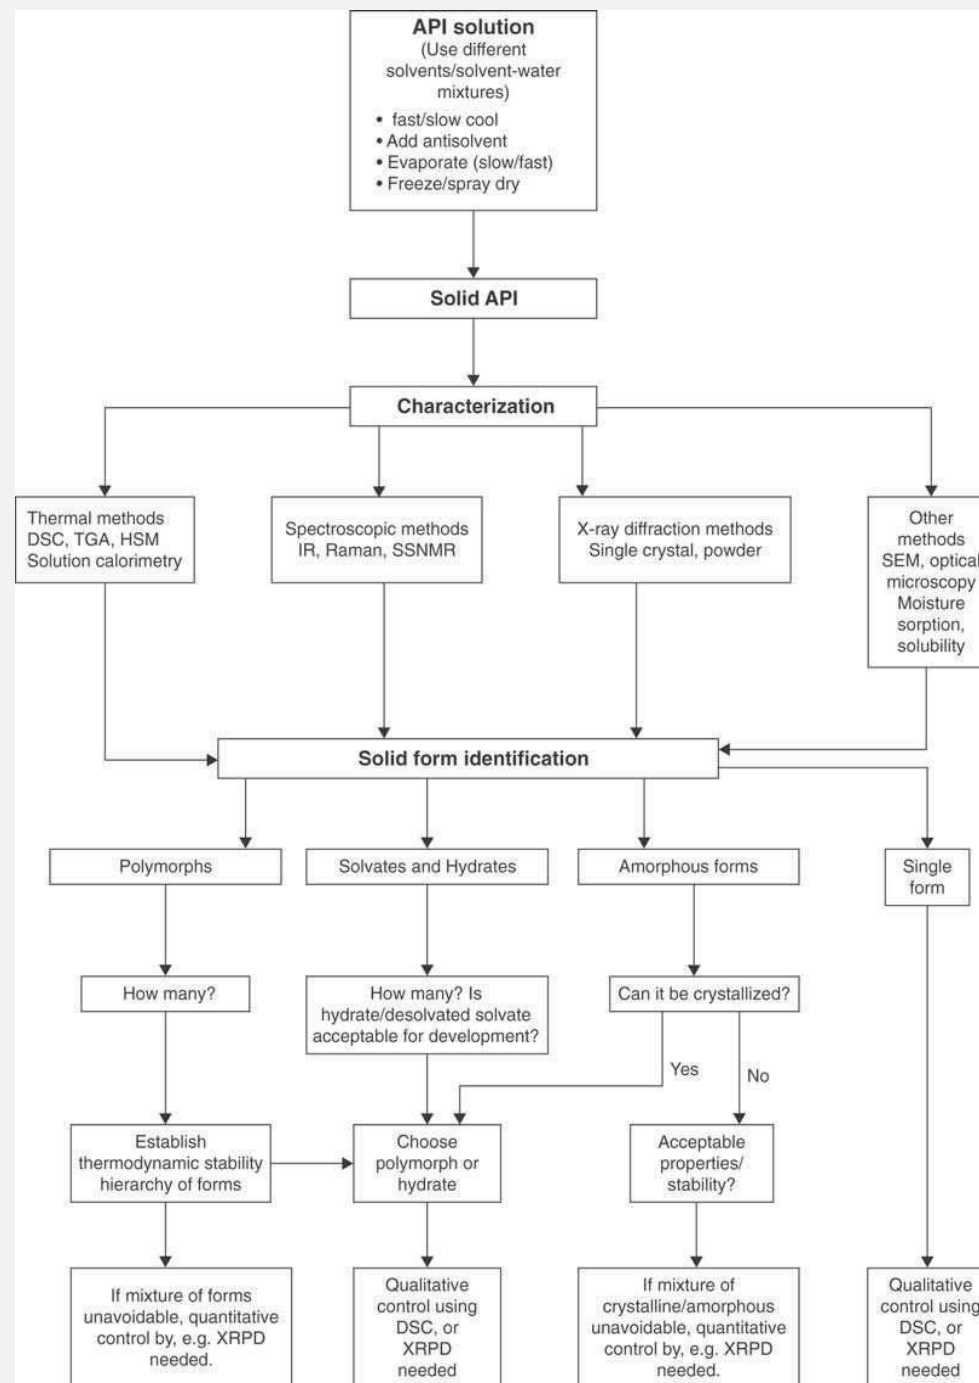 API solution
(Use different
solvents/solvent-water
mixtures)
• fast/slow cool
• Add antisolvent
• Evaporate (slow/fast)
• Freeze/spray dry
Solid API
Characterization
Thermal methods
DSC, TGA, HSM
Solution calorimetry
Spectroscopic methods
IR, Raman, SSNMR
X-ray diffraction methods
Single crystal, powder
Other
methods
SEM, optical
microscopy
Moisture
sorption,
solubility
Solid form identification
Polymorphs
Solvates and Hydrates
Amorphous forms
Single
form
How many?
How many? Is
hydrate/desolvated solvate
acceptable for development?
Can it be crystallized?
Yes
No
Establish
thermodynamic stability
hierarchy of forms
Choose
polymorph or
hydrate
Acceptable
properties/
stability?
If mixture of forms
unavoidable, quantitative
control by, e.g. XRPD
needed.
Qualitative
control using
DSC, or
XRPD
needed
If mixture of
crystalline/amorphous
unavoidable, quantitative
control by, e.g. XRPD
needed.
Qualitative
control using
DSC, or
XRPD
needed